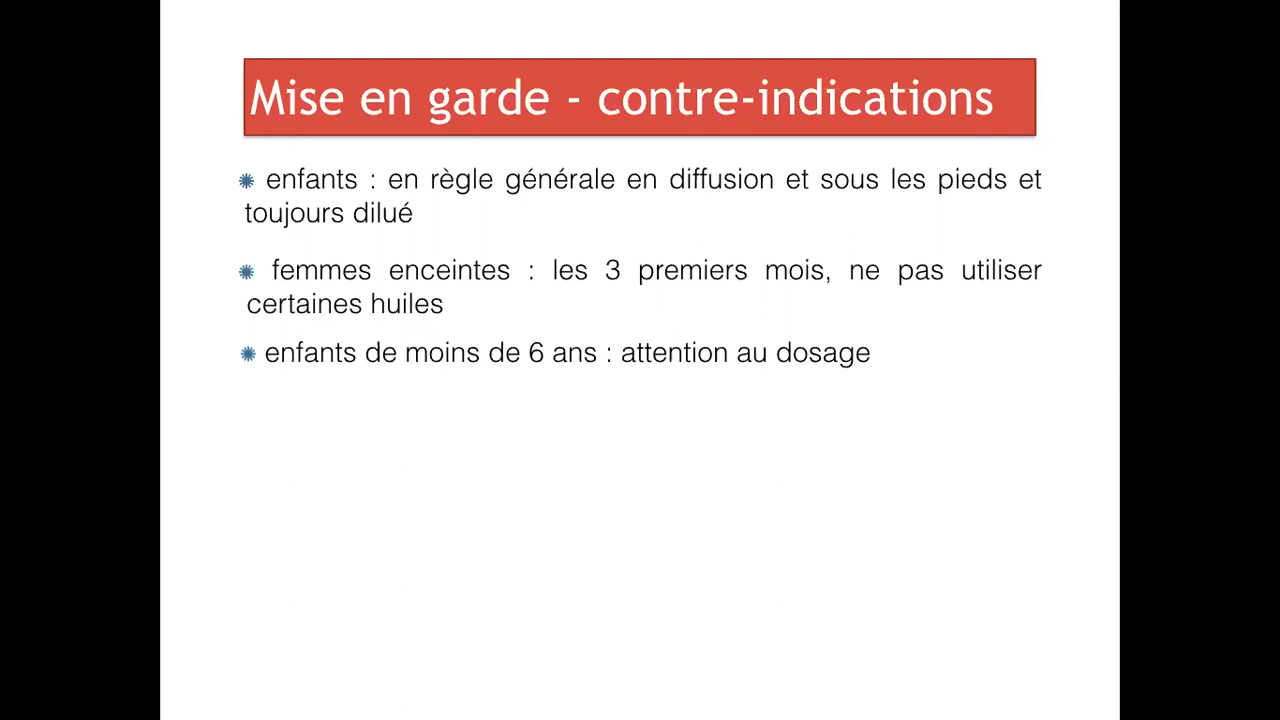 Mise en garde - contre-indications
enfants : en règle générale en diffusion et sous les pieds et
toujours dilué
femmes enceintes : les 3 premiers mois, ne pas utiliser
certaines huiles
enfants de moins de 6 ans : attention au dosage